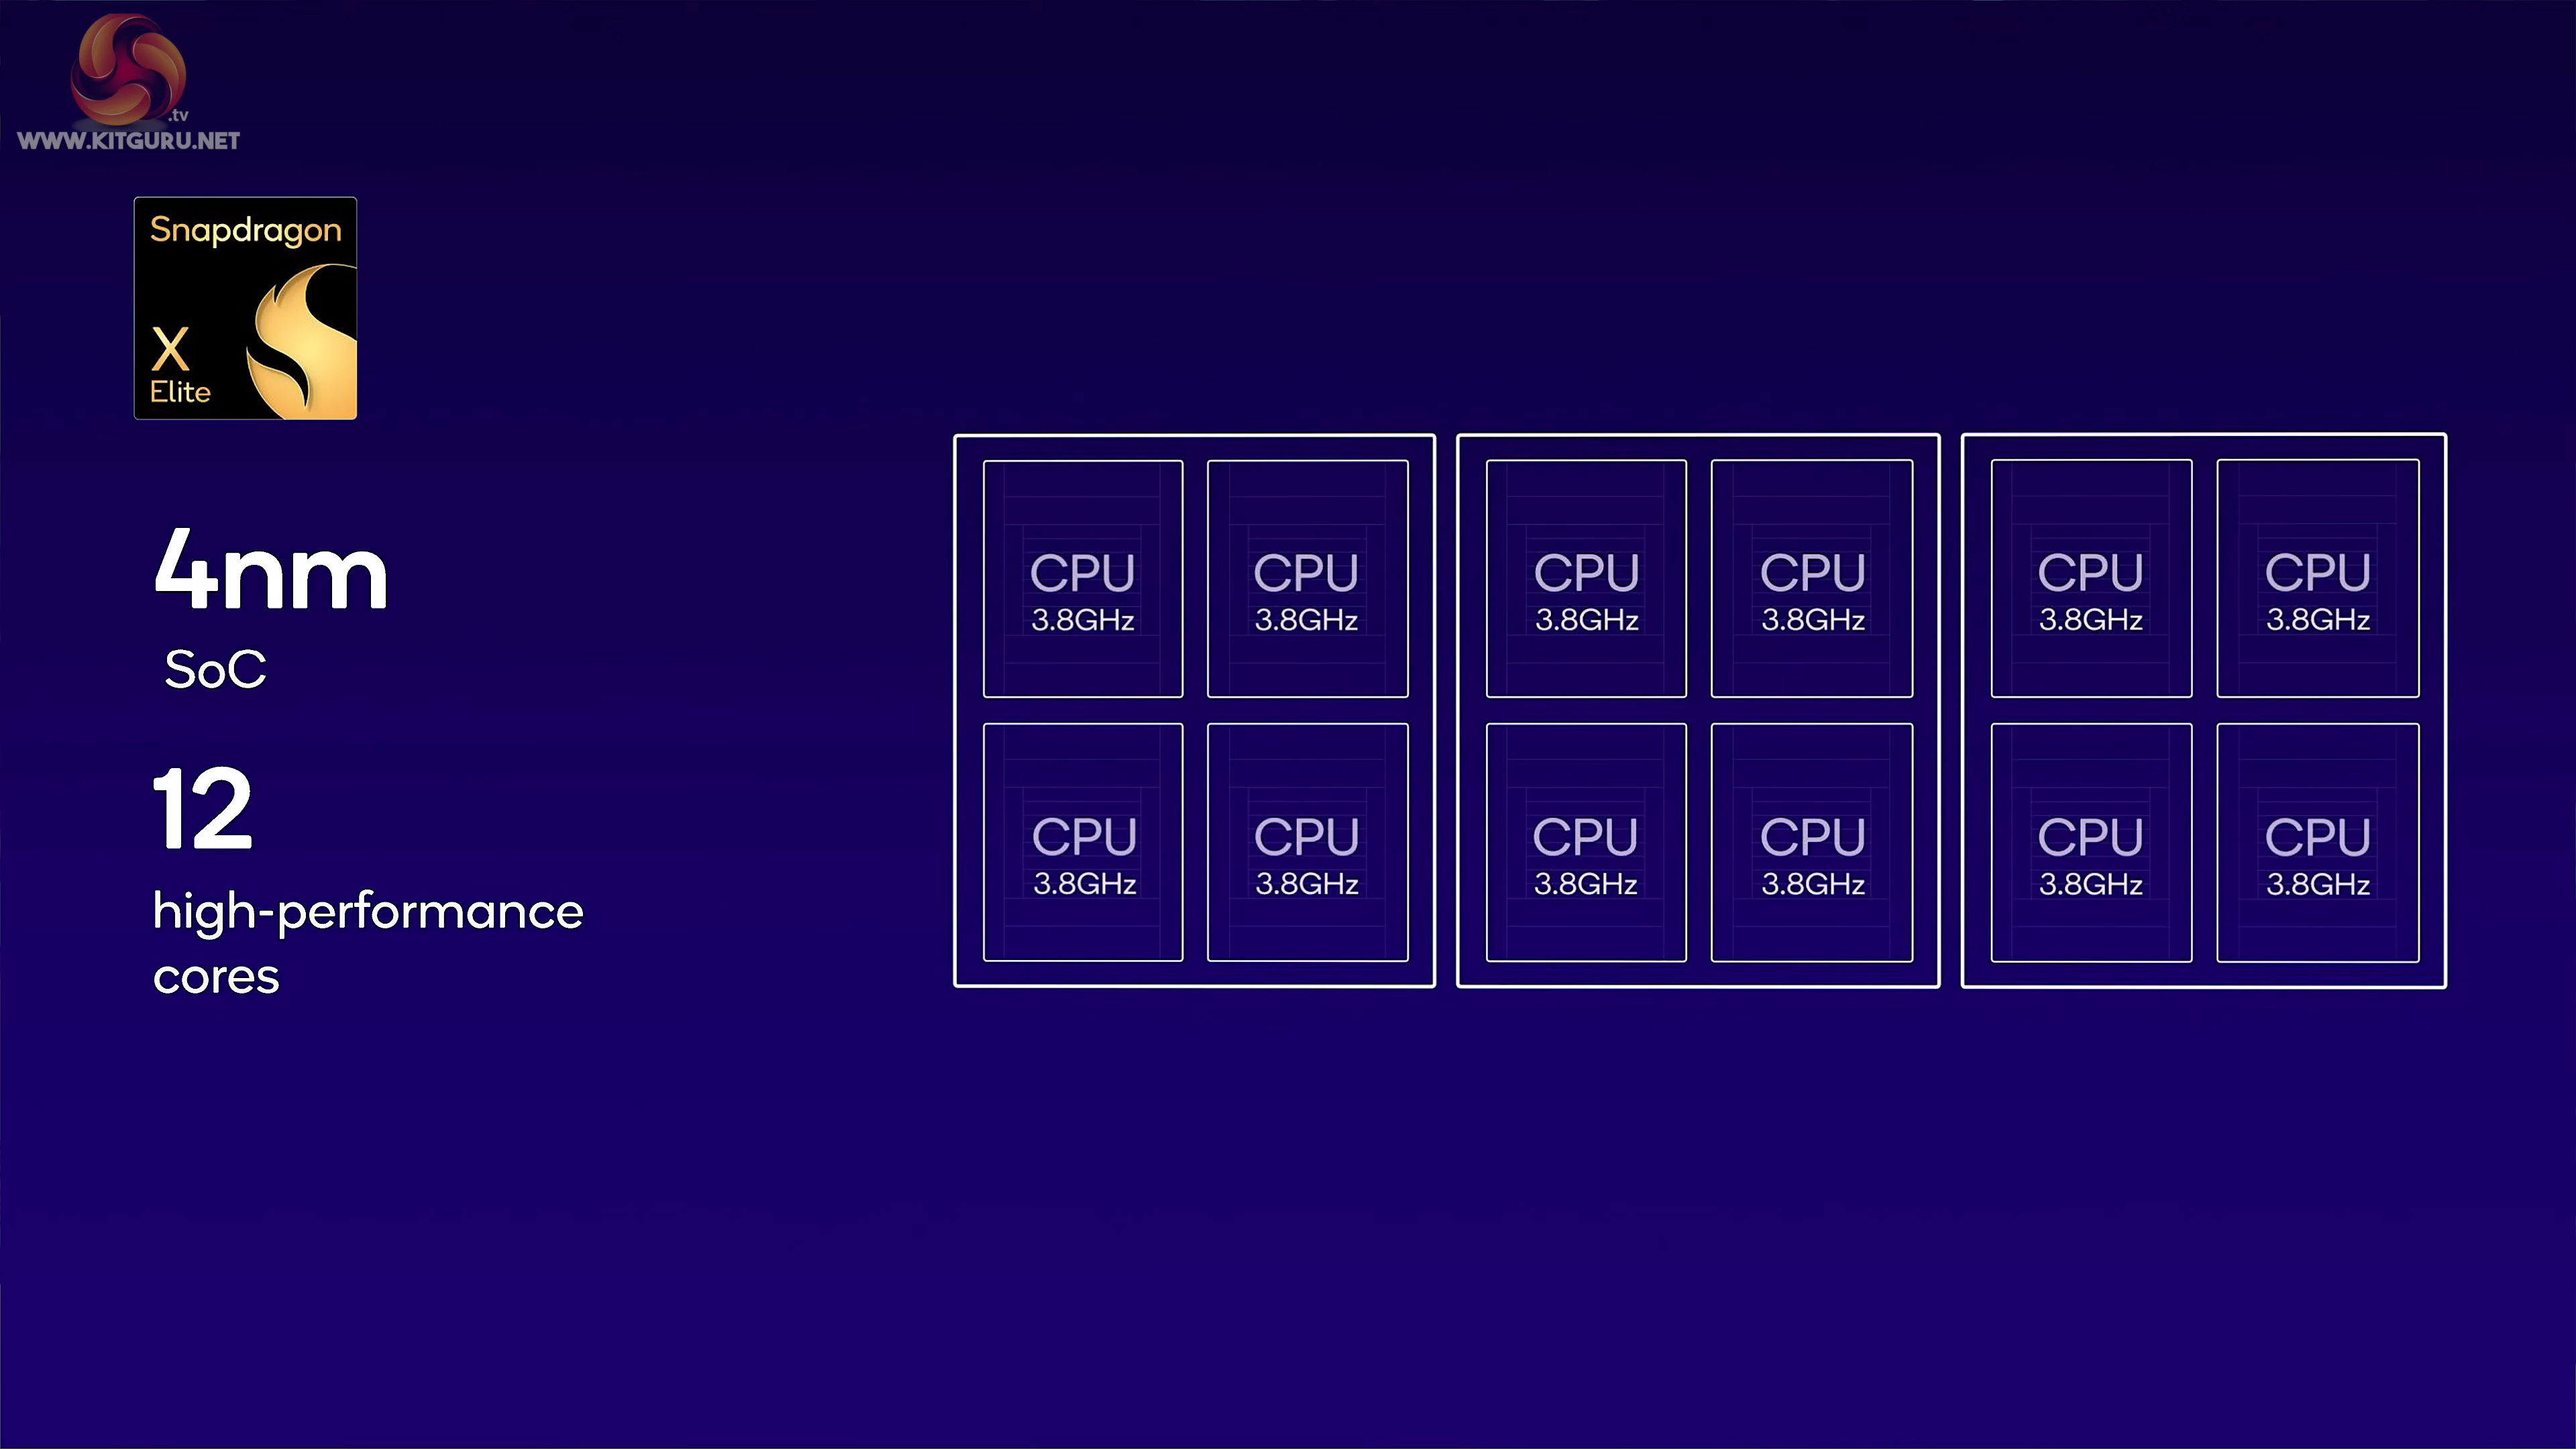 .tv
WWW.KITGURU.NET
Snapdragon
X
Elite
4nm
SoC
12
high-performance
cores
CPU CPU CPU CPU CPU CPU
3.8GHz 3.8GHz 3.8GHz 3.8GHz 3.8GHz 3.8GHz
CPU CPU CPU CPU CPU CPU
3.8GHz 3.8GHz 3.8GHz 3.8GHz 3.8GHz 3.8GHz